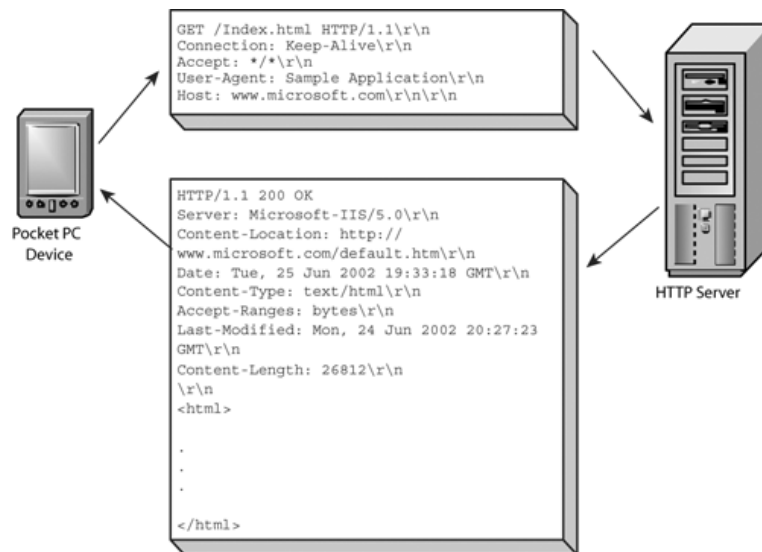 GET /Index.html HTTP/1.1\r\n
Connection: Keep-Alive\r\n
Accept: */*\r\n
User-Agent: Sample Application\r\n
Host: www.microsoft.com\r\n\r\n
Pocket PC
Device
HTTP Server
HTTP/1.1 200 OK
Server: Microsoft-IIS/5.0\r\n
Content-Location: http://
www.microsoft.com/default.htm\r\n
Date: Tue, 25 Jun 2002 19:33:18 GMT\r\n
Content-Type: text/html\r\n
Accept-Ranges: bytes\r\n
Last-Modified: Mon, 24 Jun 2002 20:27:23
GMT\r\n
Content-Length: 26812\r\n
\r\n
<html>
.
.
.
</html>